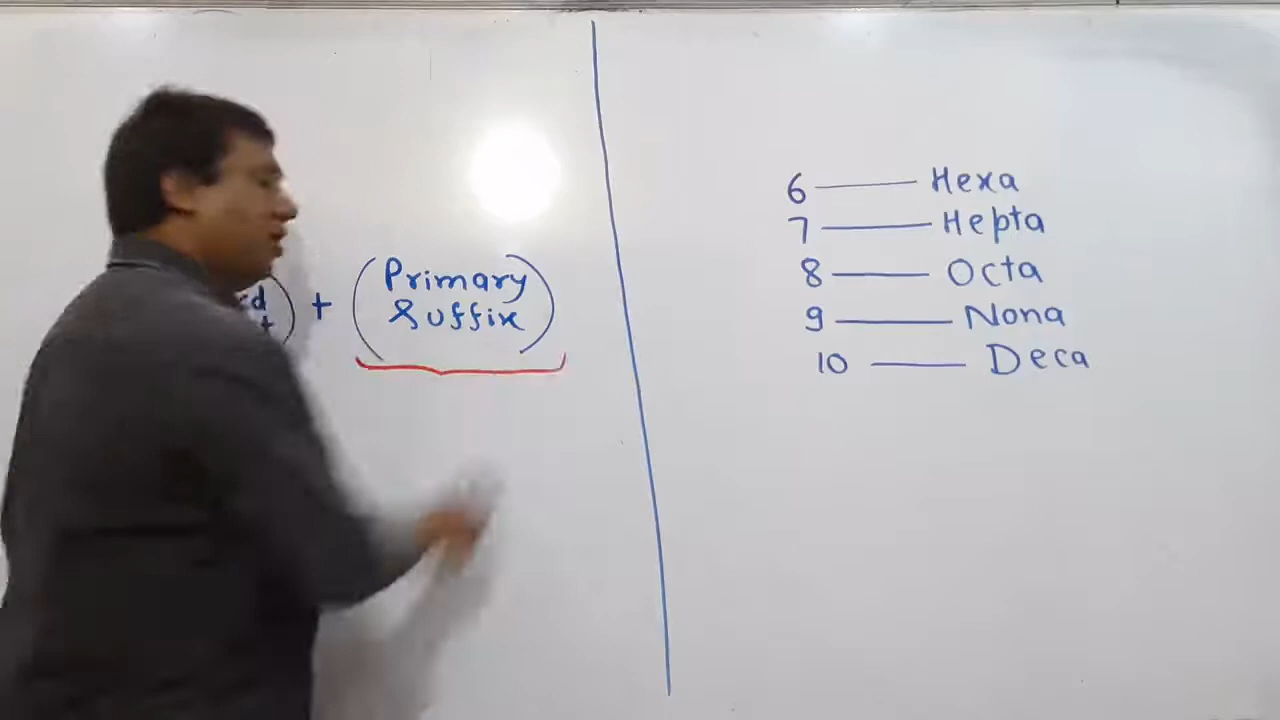 + (Primary
Suffix)
6 — Hexa
7 — Hepta
8 — Octa
9 — Nona
10 — Deca